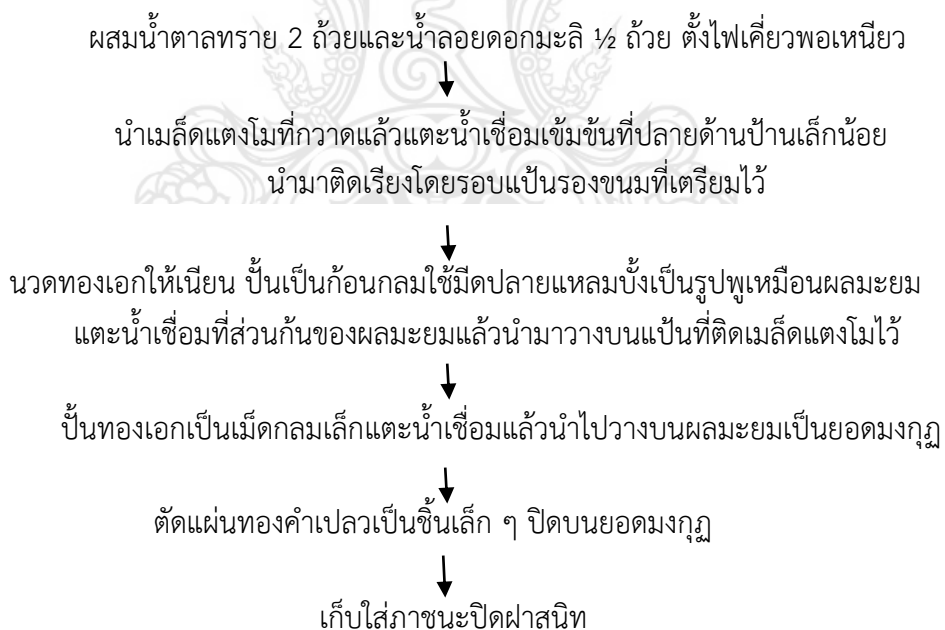 ผสมน้ำตาลทราย 2 ถ้วยและน้ำลอยดอกมะลิ ½ ถ้วย ตั้งไฟเคี่ยวพอเหนียว
นำเมล็ดแตงโมที่กวาดแล้วแตะน้ำเชื่อมเข้มข้นที่ปลายด้านป้านเล็กน้อย
นำมาติดเรียงโดยรอบแป้นรองขนมที่เตรียมไว้
นวดทองเอกให้เนียน ปั้นเป็นก้อนกลมใช้มีดปลายแหลมบั้งเป็นรูปพูเหมือนผลมะยม
แตะน้ำเชื่อมที่ส่วนก้นของผลมะยมแล้วนำมาวางบนแป้นที่ติดเมล็ดแตงโมไว้
ปั้นทองเอกเป็นเม็ดกลมเล็กแตะน้ำเชื่อมแล้วนำไปวางบนผลมะยมเป็นยอดมงกุฎ
ตัดแผ่นทองคำเปลวเป็นชิ้นเล็ก ๆ ปิดบนยอดมงกุฎ
เก็บใส่ภาชนะปิดฝาสนิท